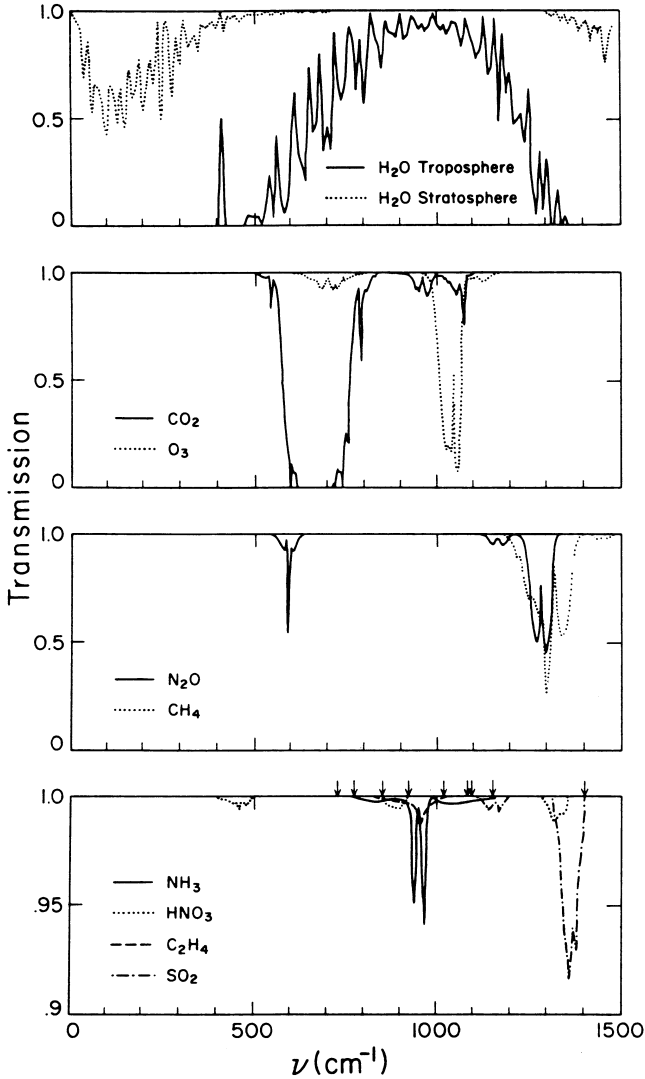 1.0
0.5
0
H₂O Troposphere
H₂O Stratosphere
1.0
0.5
0
CO₂
O₃
Transmission
1.0
0.5
0
N₂O
CH₄
1.0
.95
.9
NH₃
HNO₃
C₂H₄
SO₂
0 500 1000 1500
ν (cm⁻¹)